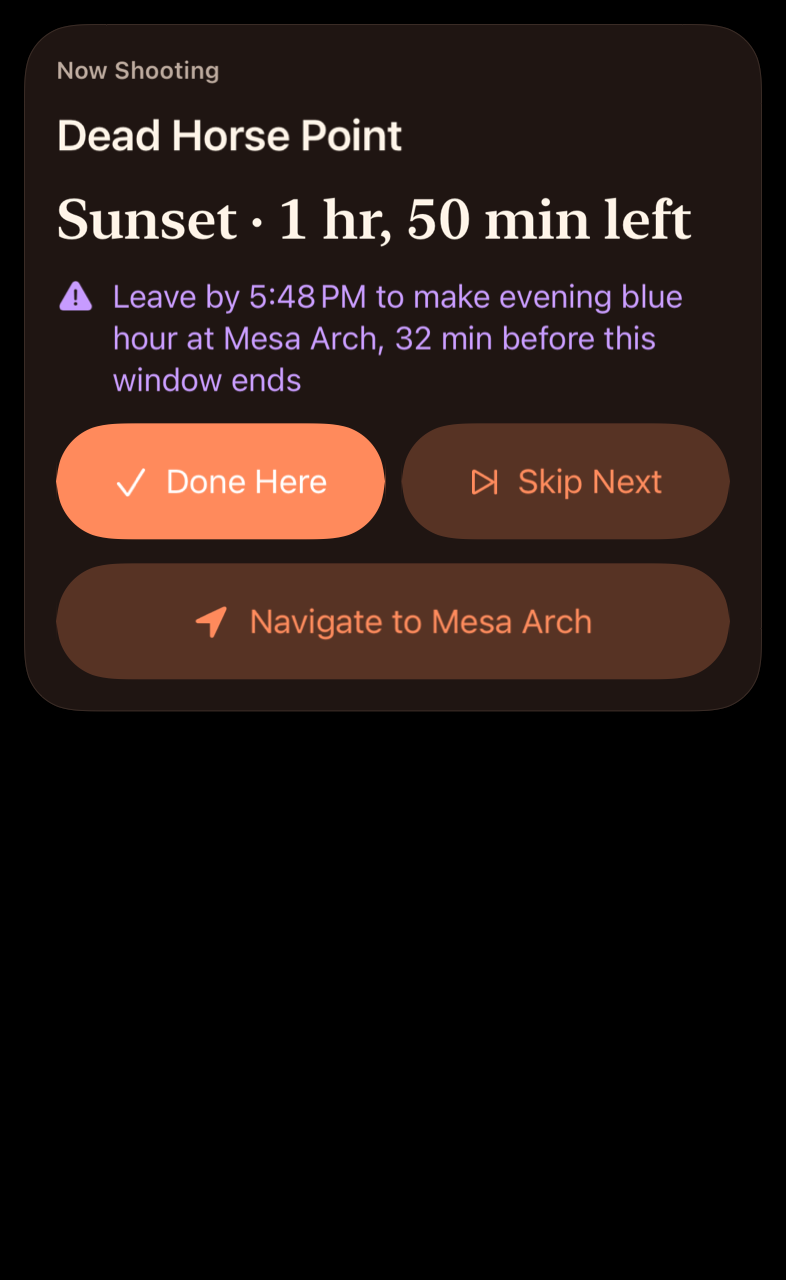 Now Shooting
Dead Horse Point
Sunset · 1 hr, 50 min left
Leave by 5:48 PM to make evening blue
hour at Mesa Arch, 32 min before this
window ends
Done Here
Skip Next
Navigate to Mesa Arch